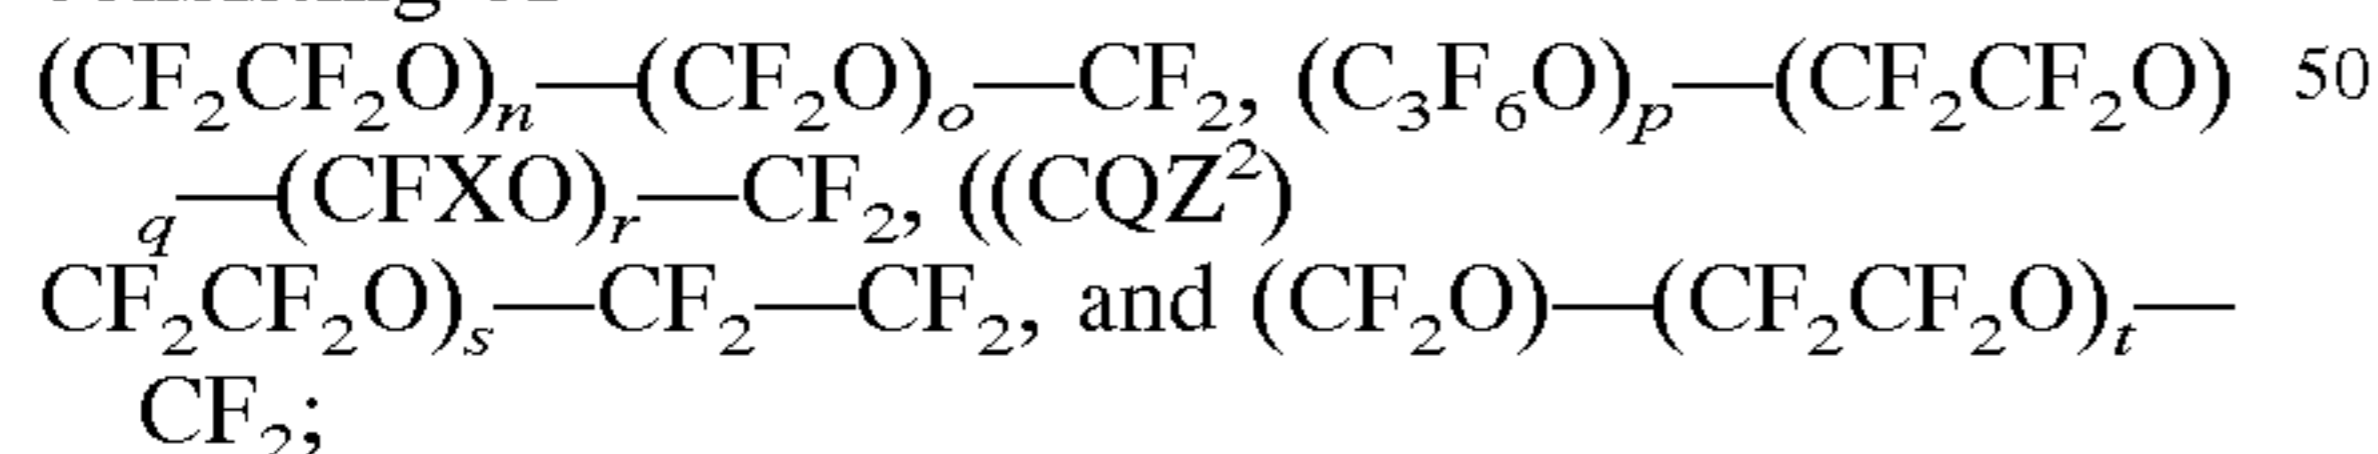 (CF₂CF₂O)ₙ—(CF₂O)ₒ—CF₂, (C₃F₆O)ₚ—(CF₂CF₂O) 50
q—(CFXO)ᵣ—CF₂, ((CQZ²)
CF₂CF₂O)ₛ—CF₂—CF₂, and (CF₂O)—(CF₂CF₂O)ₜ—
CF₂;